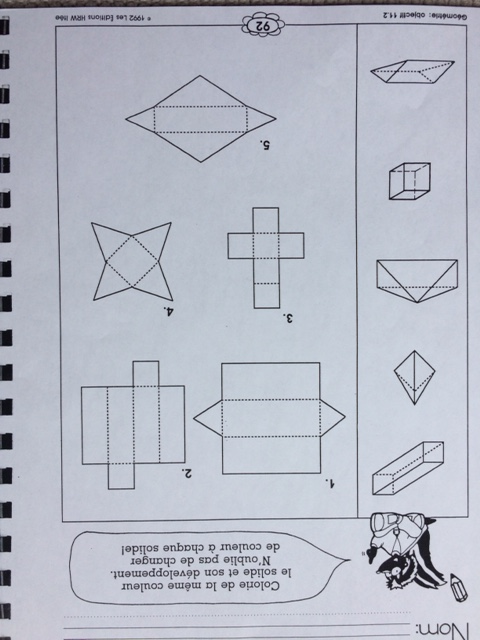 Nom:
Colorie de la même couleur
le solide et son développement.
N'oublie pas de changer
de couleur à chaque solide!
1.
2.
3.
4.
5.
Géométrie: objectif 11.2
92
© 1992 Les Éditions HRW ltée